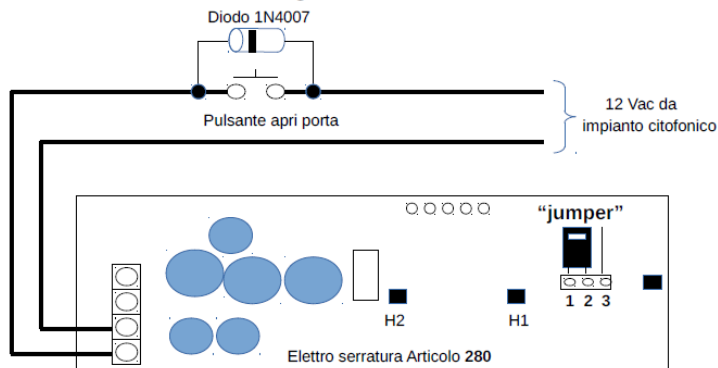 Diodo 1N4007
Pulsante apri porta
12 Vac da
impianto citofonico
“jumper”
1 2 3
H2
H1
Elettro serratura Articolo 280